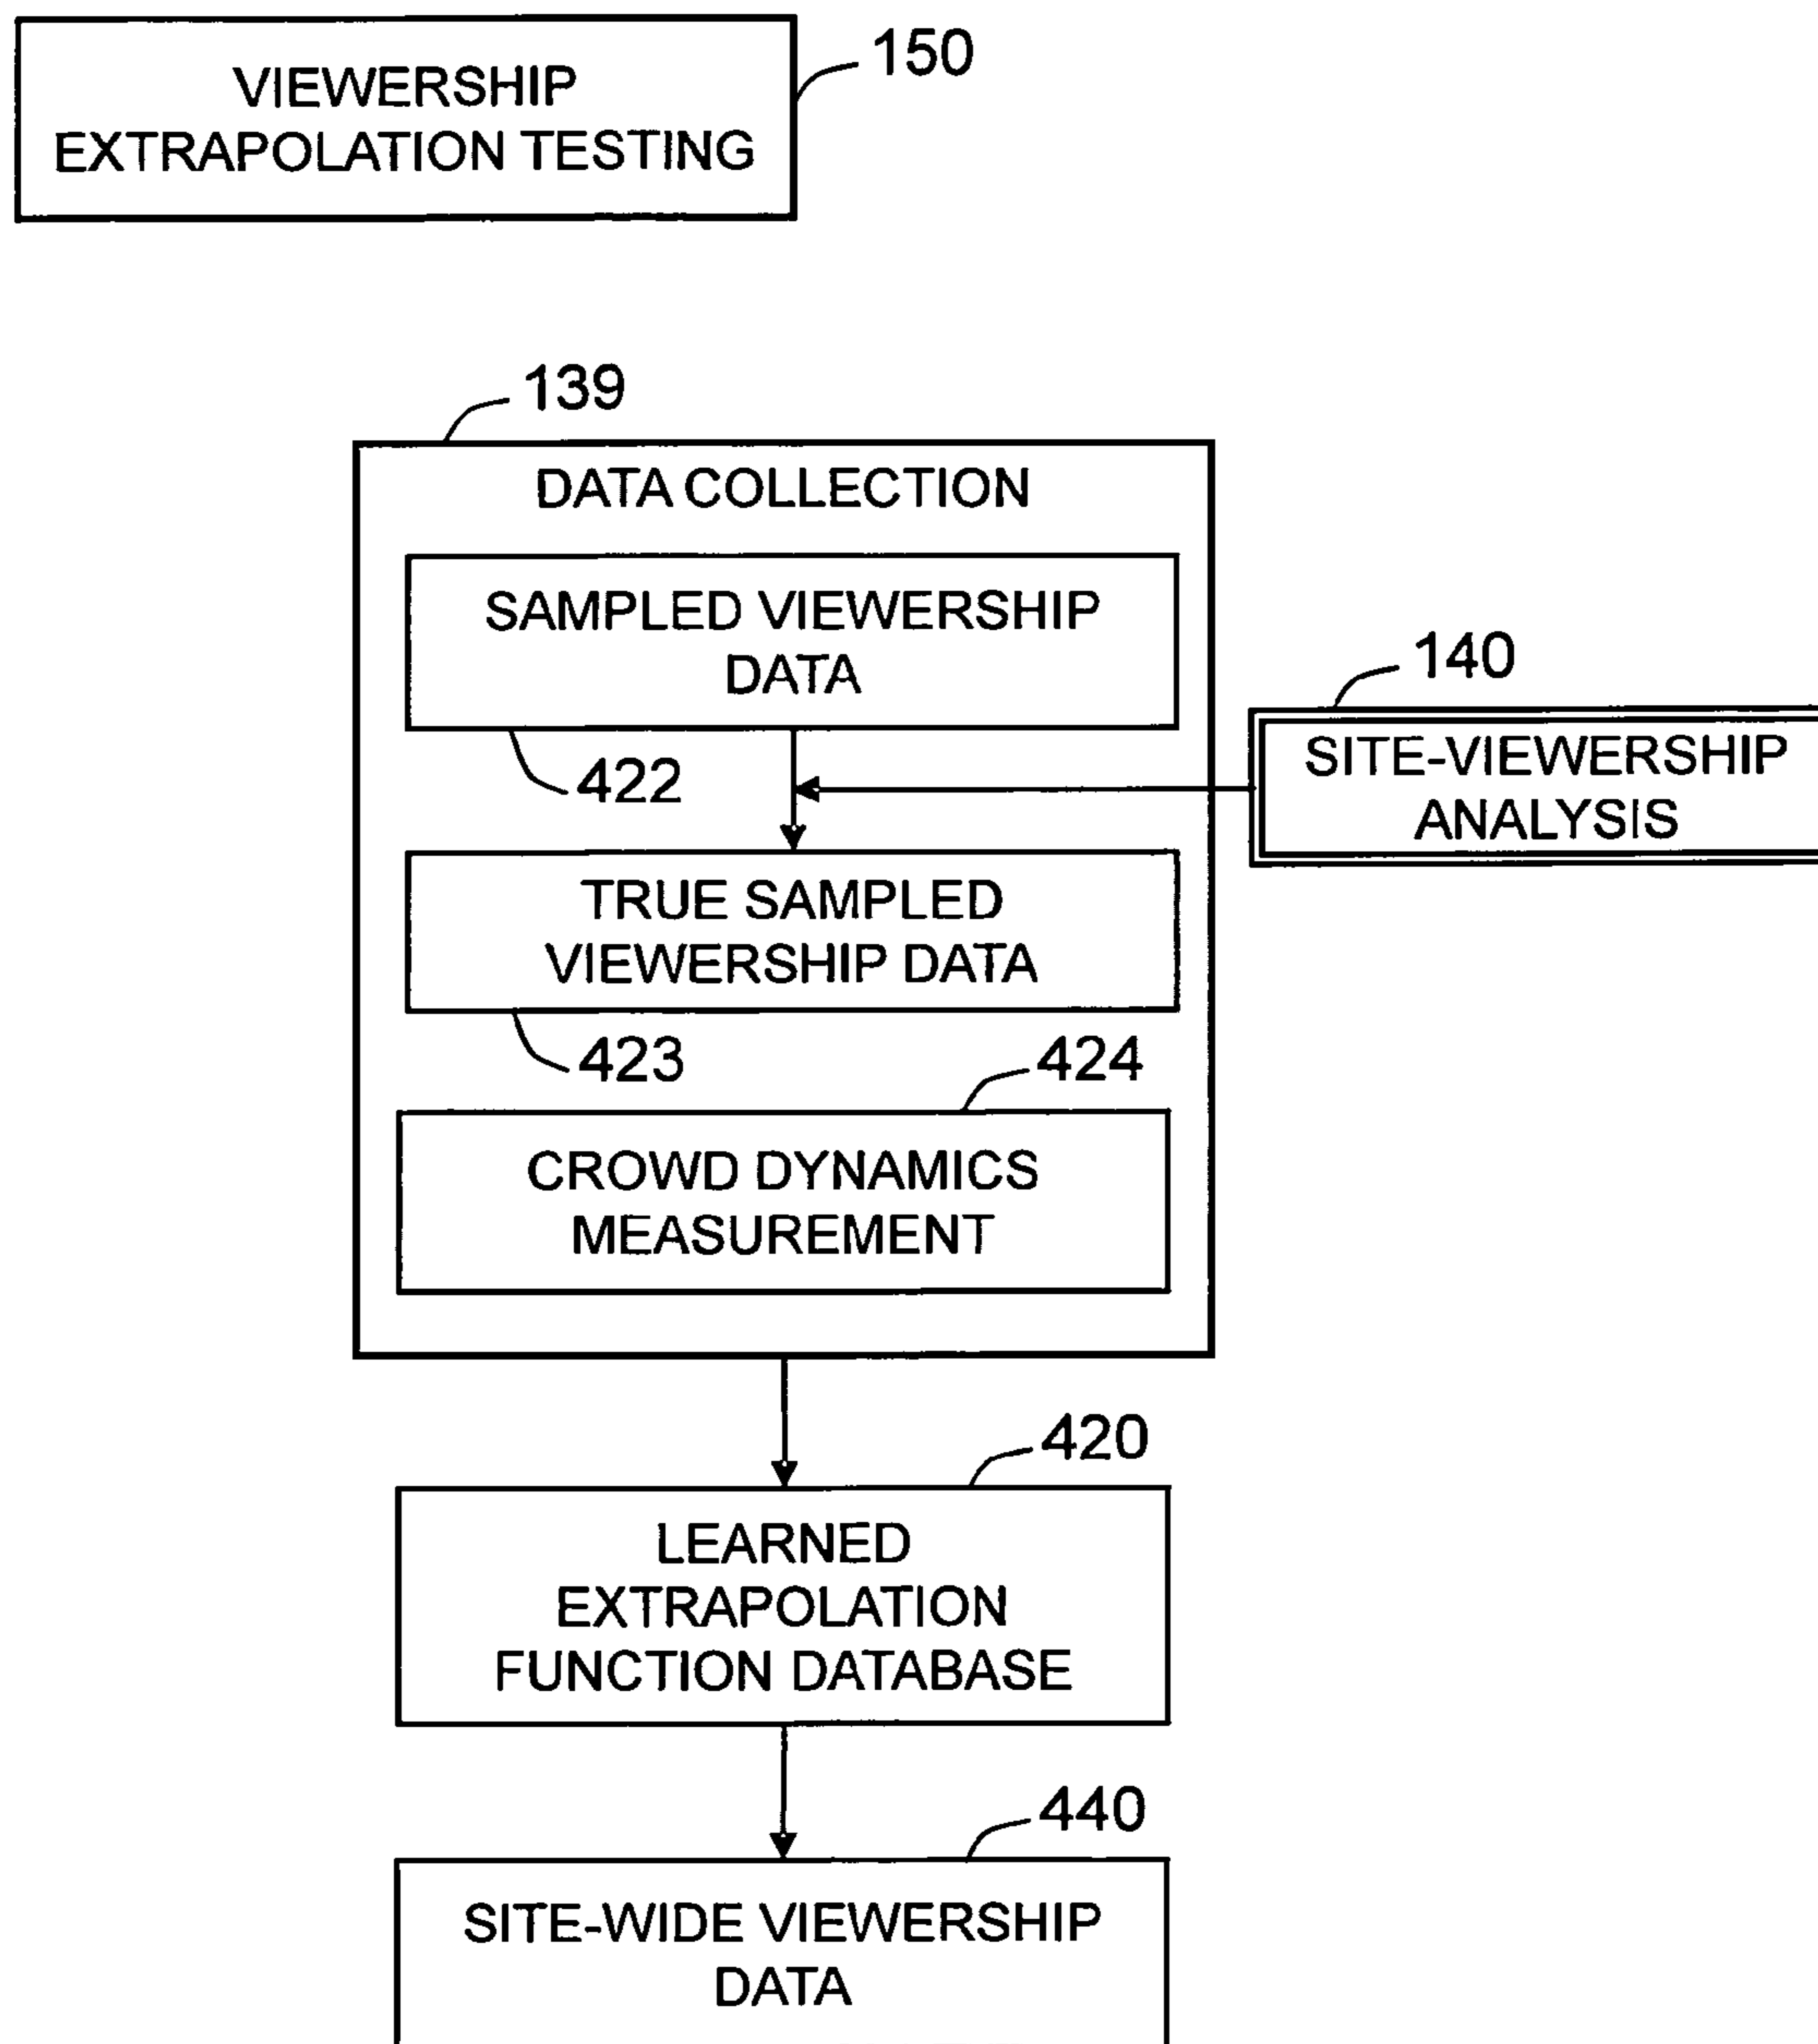 VIEWERSHIP
EXTRAPOLATION TESTING
150
139
DATA COLLECTION
SAMPLED VIEWERSHIP
DATA
422
140
SITE-VIEWERSHIP
ANALYSIS
TRUE SAMPLED
VIEWERSHIP DATA
423
424
CROWD DYNAMICS
MEASUREMENT
420
LEARNED
EXTRAPOLATION
FUNCTION DATABASE
440
SITE-WIDE VIEWERSHIP
DATA